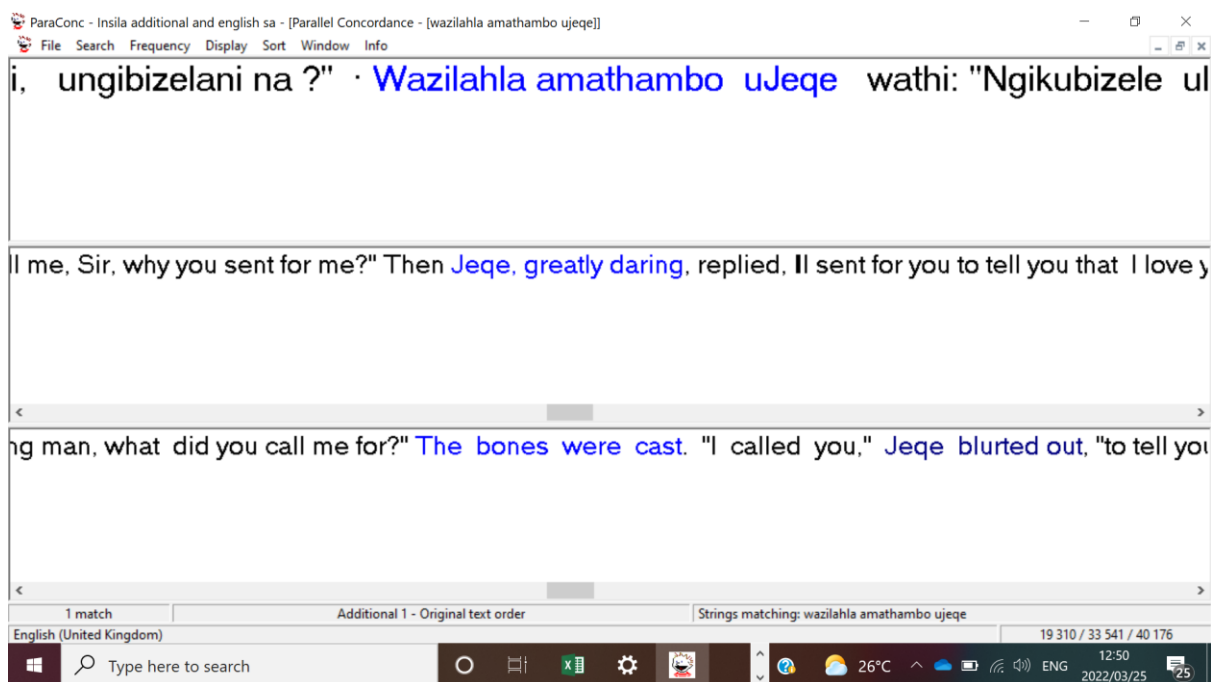 ParaConc - Insila additional and english sa - [Parallel Concordance - [wazilahla amathambo ujeqe]]
File Search Frequency Display Sort Window Info
i, ungibizelani na ?" · Wazilahla amathambo uJeqe wathi: "Ngikubizele ul
ll me, Sir, why you sent for me?" Then Jeqe, greatly daring, replied, Il sent for you to tell you that I love y
ng man, what did you call me for?" The bones were cast. "I called you," Jeqe blurted out, "to tell you
1 match Additional 1 - Original text order Strings matching: wazilahla amathambo ujeqe
English (United Kingdom) 19 310 / 33 541 / 40 176
Type here to search 26°C ENG 12:50
2022/03/25 25